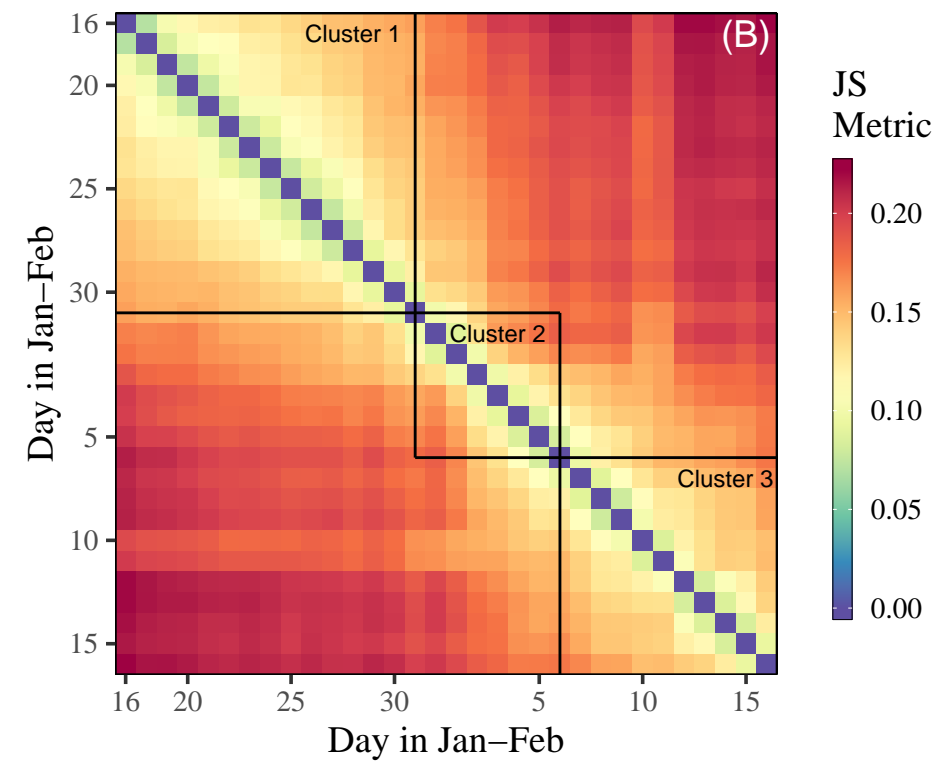 (B)
Cluster 1
Cluster 2
Cluster 3
16
20
25
30
5
10
15
Day in Jan–Feb
16 20 25 30 5 10 15
Day in Jan–Feb
JS
Metric
0.20
0.15
0.10
0.05
0.00